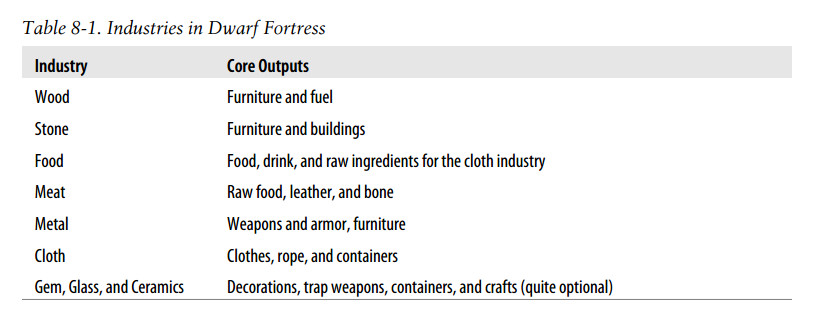 Table 8-1. Industries in Dwarf Fortress
Industry Core Outputs
Wood Furniture and fuel
Stone Furniture and buildings
Food Food, drink, and raw ingredients for the cloth industry
Meat Raw food, leather, and bone
Metal Weapons and armor, furniture
Cloth Clothes, rope, and containers
Gem, Glass, and Ceramics Decorations, trap weapons, containers, and crafts (quite optional)